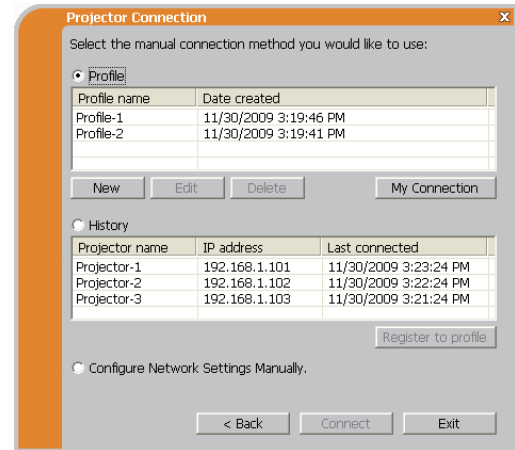 Projector Connection x
Select the manual connection method you would like to use:
Profile
Profile name Date created
Profile-1 11/30/2009 3:19:46 PM
Profile-2 11/30/2009 3:19:41 PM
New Edit Delete My Connection
History
Projector name IP address Last connected
Projector-1 192.168.1.101 11/30/2009 3:23:24 PM
Projector-2 192.168.1.102 11/30/2009 3:22:24 PM
Projector-3 192.168.1.103 11/30/2009 3:21:24 PM
Register to profile
Configure Network Settings Manually.
< Back Connect Exit